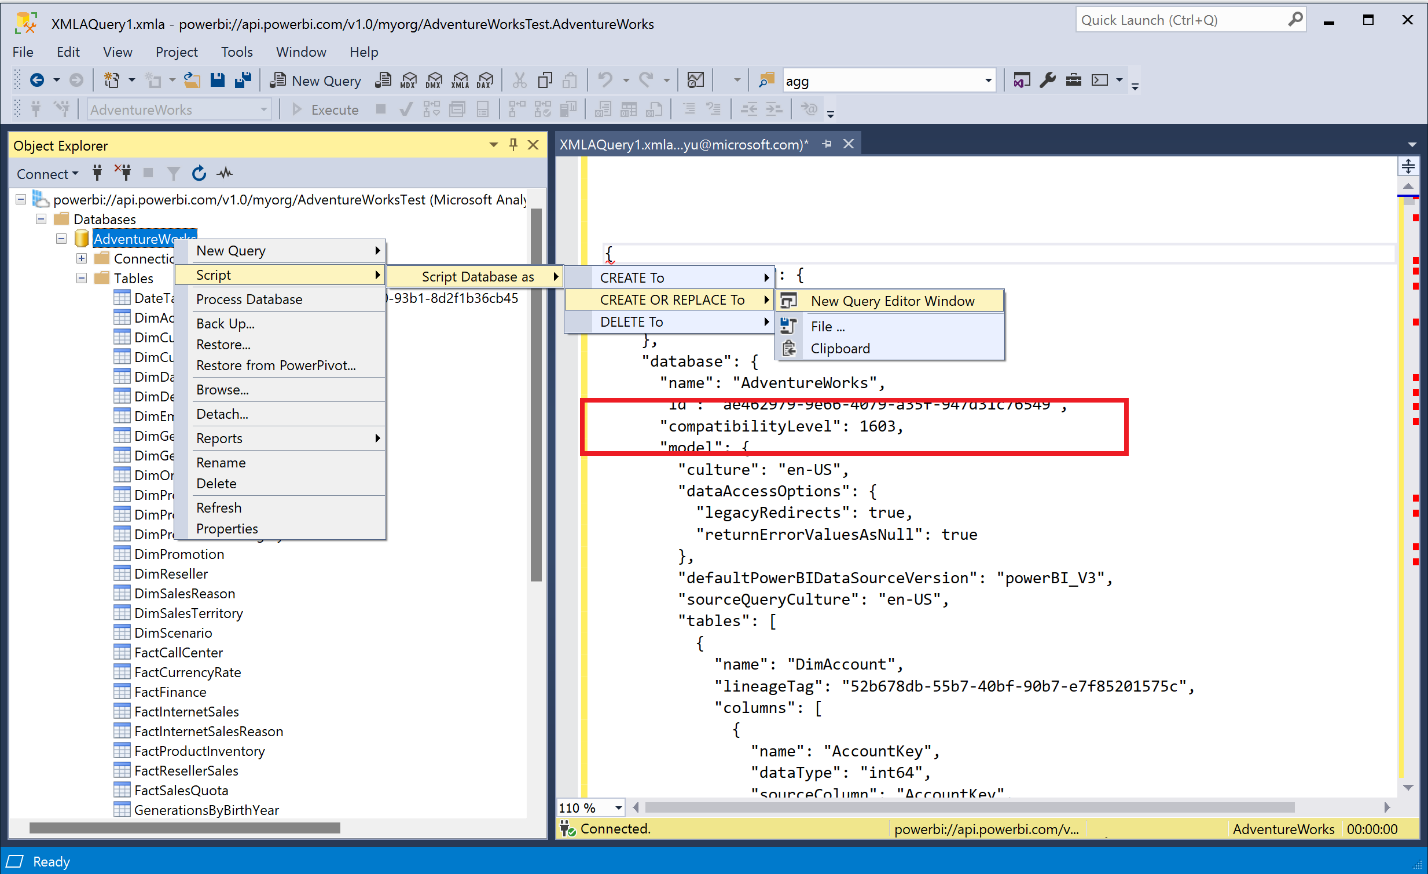 XMLAQuery1.xmla - powerbi://api.powerbi.com/v1.0/myorg/AdventureWorksTest.AdventureWorks
Quick Launch (Ctrl+Q)
File Edit View Project Tools Window Help
New Query MDX DMX XMLA DAX agg
AdventureWorks Execute
Object Explorer
Connect
powerbi://api.powerbi.com/v1.0/myorg/AdventureWorksTest (Microsoft Analy
Databases
AdventureWorks
Connectio
Tables
DateTa
-93b1-8d2f1b36cb45
DimAc
DimCu
DimCu
DimDa
DimDe
DimEm
DimGe
DimGe
DimOr
DimPr
DimPr
DimPr
DimPromotion
DimReseller
DimSalesReason
DimSalesTerritory
DimScenario
FactCallCenter
FactCurrencyRate
FactFinance
FactInternetSales
FactInternetSalesReason
FactProductInventory
FactResellerSales
FactSalesQuota
GenerationsByBirthYear
New Query
Script
Process Database
Back Up...
Restore...
Restore from PowerPivot...
Browse...
Detach...
Reports
Rename
Delete
Refresh
Properties
Script Database as
CREATE To
CREATE OR REPLACE To
DELETE To
New Query Editor Window
File ...
Clipboard
XMLAQuery1.xmla...yu@microsoft.com)*
{
: {
},
"database": {
"name": "AdventureWorks",
"id": "ae462979-9e66-4079-a35f-947d31c76549",
"compatibilityLevel": 1603,
"model": {
"culture": "en-US",
"dataAccessOptions": {
"legacyRedirects": true,
"returnErrorValuesAsNull": true
},
"defaultPowerBIDataSourceVersion": "powerBI_V3",
"sourceQueryCulture": "en-US",
"tables": [
{
"name": "DimAccount",
"lineageTag": "52b678db-55b7-40bf-90b7-e7f85201575c",
"columns": [
{
"name": "AccountKey",
"dataType": "int64",
"sourceColumn": "AccountKey"
110 %
Connected. powerbi://api.powerbi.com/v... AdventureWorks 00:00:00
Ready